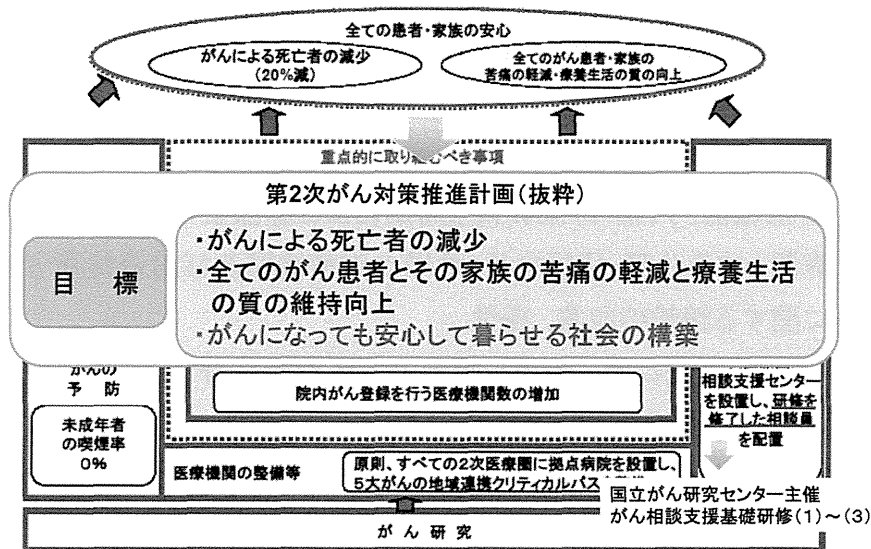 全ての患者・家族の安心
がんによる死亡者の減少
(20%減)
全てのがん患者・家族の
苦痛の軽減・療養生活の質の向上
重点的に取り組むべき事項
第2次がん対策推進計画(抜粋)
目 標
・がんによる死亡者の減少
・全てのがん患者とその家族の苦痛の軽減と療養生活
の質の維持向上
・がんになっても安心して暮らせる社会の構築
がんの
予 防
未成年者
の喫煙率
0%
院内がん登録を行う医療機関数の増加
相談支援センター
を設置し、研修を
修了した相談員
を配置
医療機関の整備等
原則、すべての2次医療圏に拠点病院を設置し、
5大がんの地域連携クリティカルパス
国立がん研究センター主催
がん相談支援基礎研修(1)~(3)
が ん 研 究